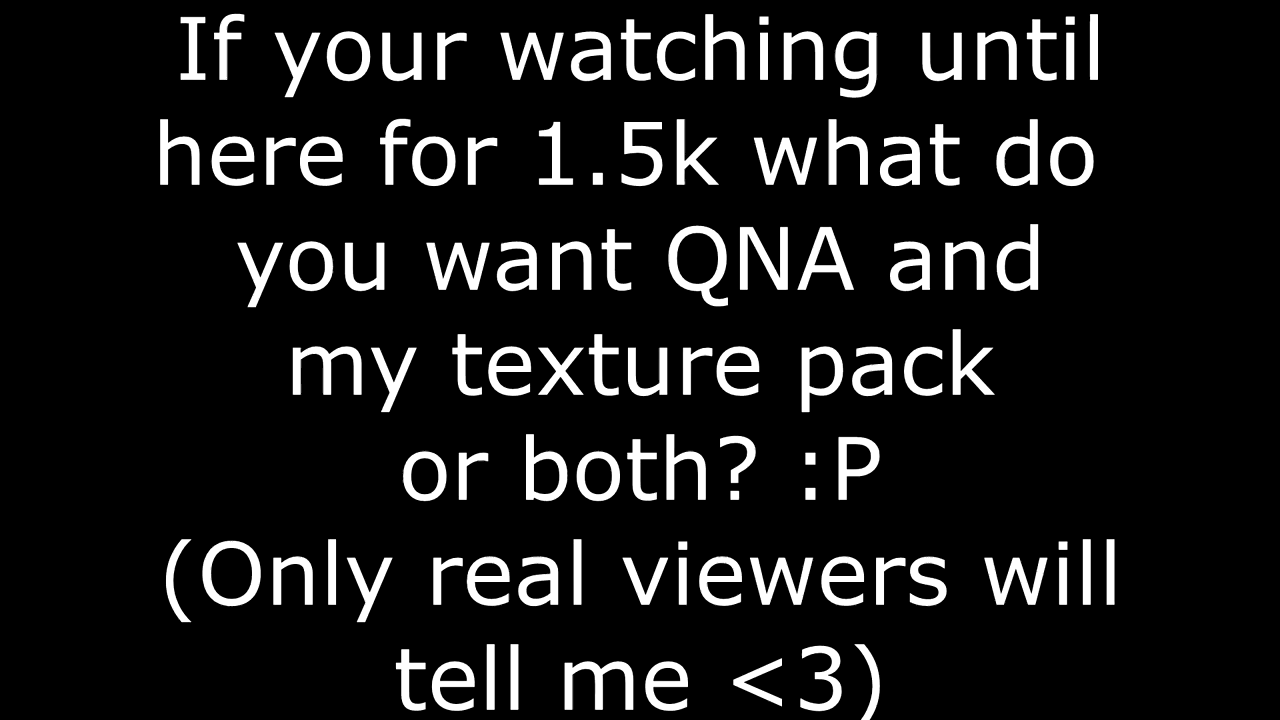 If your watching until
here for 1.5k what do
you want QNA and
my texture pack
or both? :P
(Only real viewers will
tell me <3)